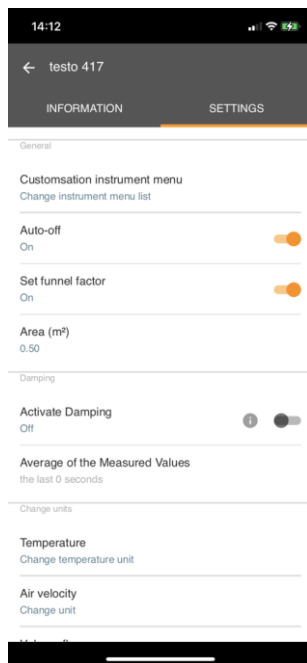 14:12
testo 417
INFORMATION SETTINGS
General
Customsation instrument menu
Change instrument menu list
Auto-off
On
Set funnel factor
On
Area (m²)
0.50
Damping
Activate Damping
Off
Average of the Measured Values
the last 0 seconds
Change units
Temperature
Change temperature unit
Air velocity
Change unit